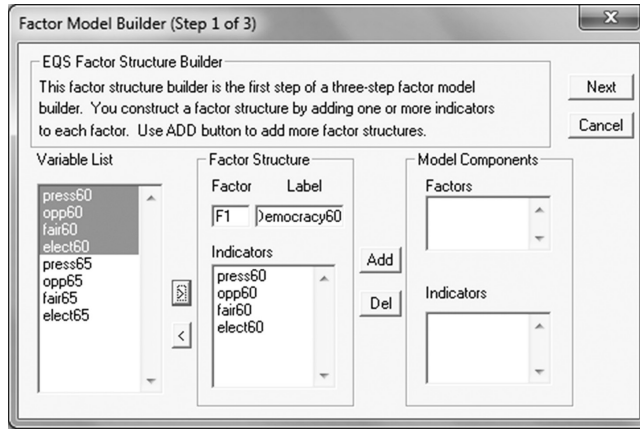 Factor Model Builder (Step 1 of 3)
x
EQS Factor Structure Builder
This factor structure builder is the first step of a three-step factor model
builder. You construct a factor structure by adding one or more indicators
to each factor. Use ADD button to add more factor structures.
Next
Cancel
Variable List
press60
opp60
fair60
elect60
press65
opp65
fair65
elect65
>
<
Factor Structure
Factor Label
F1 Democracy60
Indicators
press60
opp60
fair60
elect60
Add
Del
Model Components
Factors
Indicators